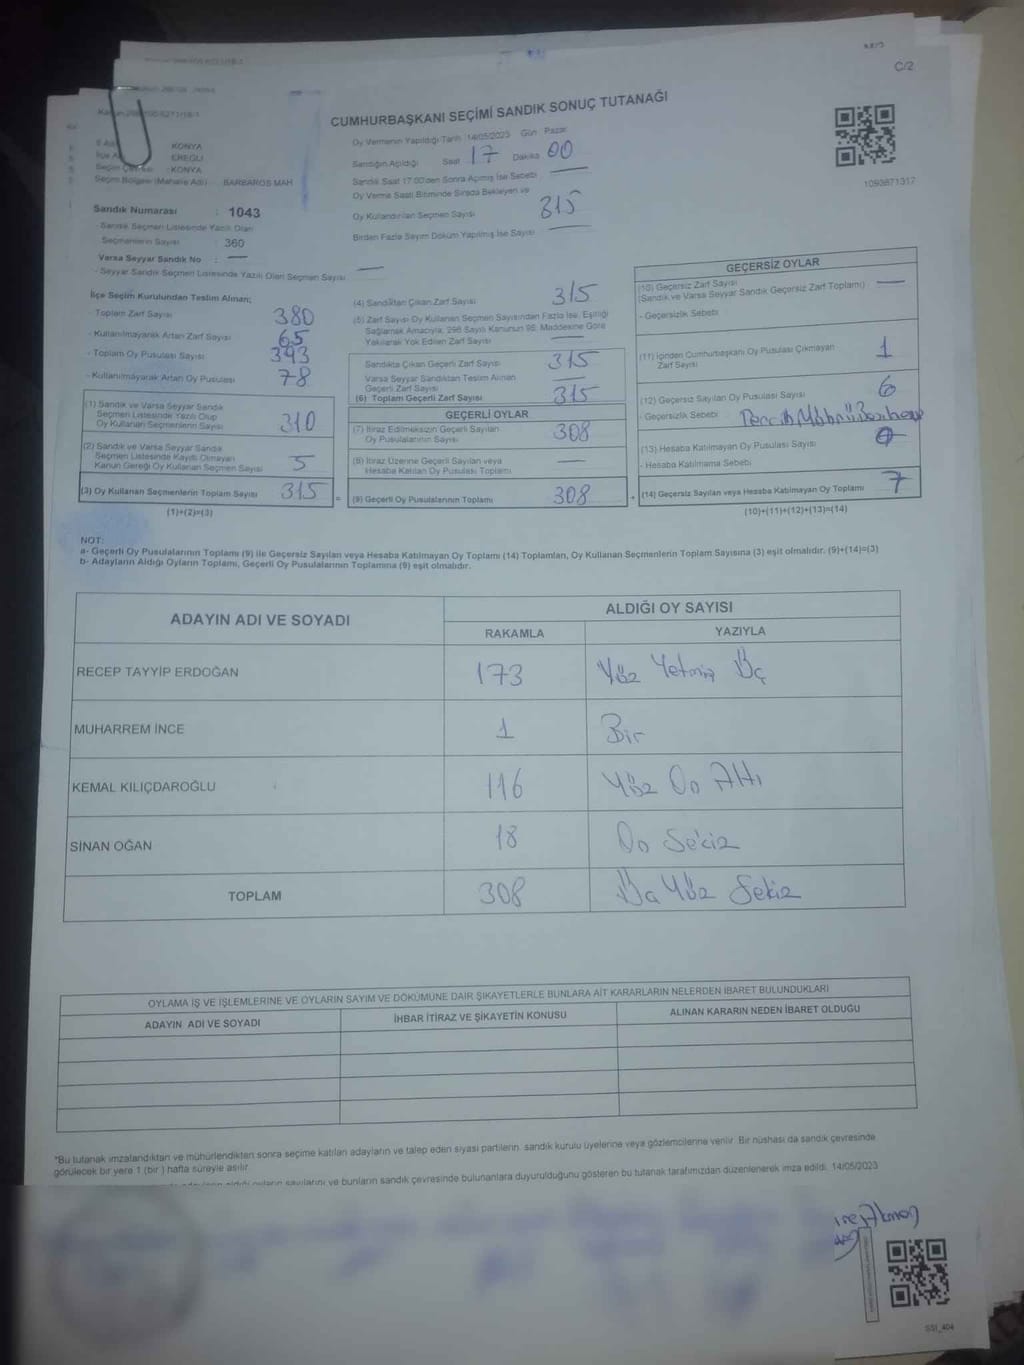 C/2
CUMHURBAŞKANI SEÇİMİ SANDIK SONUÇ TUTANAĞI
1093871317
KONYA
EREĞLİ
KONYA
Seçim Bölgesi (Mahalle Adı) : BARBAROS MAH
Sandık Numarası : 1043
Sandık Seçmen Listesinde Yazılı Olan
Seçmenlerin Sayısı : 360
Varsa Seyyar Sandık No : —
- Seyyar Sandık Seçmen Listesinde Yazılı Olan Seçmen Sayısı —
Oy Vermenin Yapıldığı Tarih :14/05/2023 Gün : Pazar
Sandığın Açıldığı Saat 17 Dakika 00
Sandık Saat 17:00'den Sonra Açılmış İse Sebebi —
Oy Verme Saati Bitiminde Sırada Bekleyen ve
Oy Kullandırılan Seçmen Sayısı 315
Birden Fazla Sayım Döküm Yapılmış İse Sayısı —
İlçe Seçim Kurulundan Teslim Alınan;
- Toplam Zarf Sayısı 380
- Kullanılmayarak Artan Zarf Sayısı 65
- Toplam Oy Pusulası Sayısı 393
- Kullanılmayarak Artan Oy Pusulası 78
(1) Sandık ve Varsa Seyyar Sandık
Seçmen Listesinde Yazılı Olup
Oy Kullanan Seçmenlerin Sayısı 310
(2) Sandık ve Varsa Seyyar Sandık
Seçmen Listesinde Kayıtlı Olmayan
Kanun Gereği Oy Kullanan Seçmen Sayısı 5
(3) Oy Kullanan Seçmenlerin Toplam Sayısı 315
(1)+(2)=(3)
(4) Sandıktan Çıkan Zarf Sayısı 315
(5) Zarf Sayısı Oy Kullanan Seçmen Sayısından Fazla İse, Eşitliği
Sağlamak Amacıyla, 298 Sayılı Kanunun 98. Maddesine Göre
Yakılarak Yok Edilen Zarf Sayısı —
Sandıkta Çıkan Geçerli Zarf Sayısı 315
Varsa Seyyar Sandıktan Teslim Alınan
Geçerli Zarf Sayısı —
(6) Toplam Geçerli Zarf Sayısı 315
GEÇERLİ OYLAR
(7) İtiraz Edilmeksizin Geçerli Sayılan
Oy Pusulalarının Sayısı 308
(8) İtiraz Üzerine Geçerli Sayılan veya
Hesaba Katılan Oy Pusulası Toplamı —
= (9) Geçerli Oy Pusulalarının Toplamı 308
GEÇERSİZ OYLAR
(10) Geçersiz Zarf Sayısı
(Sandık ve Varsa Seyyar Sandık Geçersiz Zarf Toplamı) —
- Geçersizlik Sebebi
(11) İçinden Cumhurbaşkanı Oy Pusulası Çıkmayan
Zarf Sayısı 1
(12) Geçersiz Sayılan Oy Pusulası Sayısı 6
- Geçersizlik Sebebi
(13) Hesaba Katılmayan Oy Pusulası Sayısı
- Hesaba Katılmama Sebebi
+ (14) Geçersiz Sayılan veya Hesaba Katılmayan Oy Toplamı 7
(10)+(11)+(12)+(13)=(14)
NOT:
a- Geçerli Oy Pusulalarının Toplamı (9) ile Geçersiz Sayılan veya Hesaba Katılmayan Oy Toplamı (14) Toplamları, Oy Kullanan Seçmenlerin Toplam Sayısına (3) eşit olmalıdır. (9)+(14)=(3)
b- Adayların Aldığı Oyların Toplamı, Geçerli Oy Pusulalarının Toplamına (9) eşit olmalıdır.
ADAYIN ADI VE SOYADI
ALDIĞI OY SAYISI
RAKAMLA YAZIYLA
RECEP TAYYİP ERDOĞAN 173 Yüz Yetmiş Üç
MUHARREM İNCE 1 Bir
KEMAL KILIÇDAROĞLU 116 Yüz On Altı
SİNAN OĞAN 18 On Sekiz
TOPLAM 308 Üç Yüz Sekiz
OYLAMA İŞ VE İŞLEMLERİNE VE OYLARIN SAYIM VE DÖKÜMÜNE DAİR ŞİKAYETLERLE BUNLARA AİT KARARLARIN NELERDEN İBARET BULUNDUKLARI
ADAYIN ADI VE SOYADI İHBAR İTİRAZ VE ŞİKAYETİN KONUSU ALINAN KARARIN NEDEN İBARET OLDUĞU
*Bu tutanak imzalandıktan ve mühürlendikten sonra seçime katılan adayların ve talep eden siyasi partilerin, sandık kurulu üyelerine veya gözlemcilerine verilir. Bir nüshası da sandık çevresinde
görülecek bir yere 1 (bir ) hafta süreyle asılır.
adayların aldığı oyların sayılarını ve bunların sandık çevresinde bulunanlara duyurulduğunu gösteren bu tutanak tarafımızdan düzenlenerek imza edildi. 14/05/2023
SSI_404